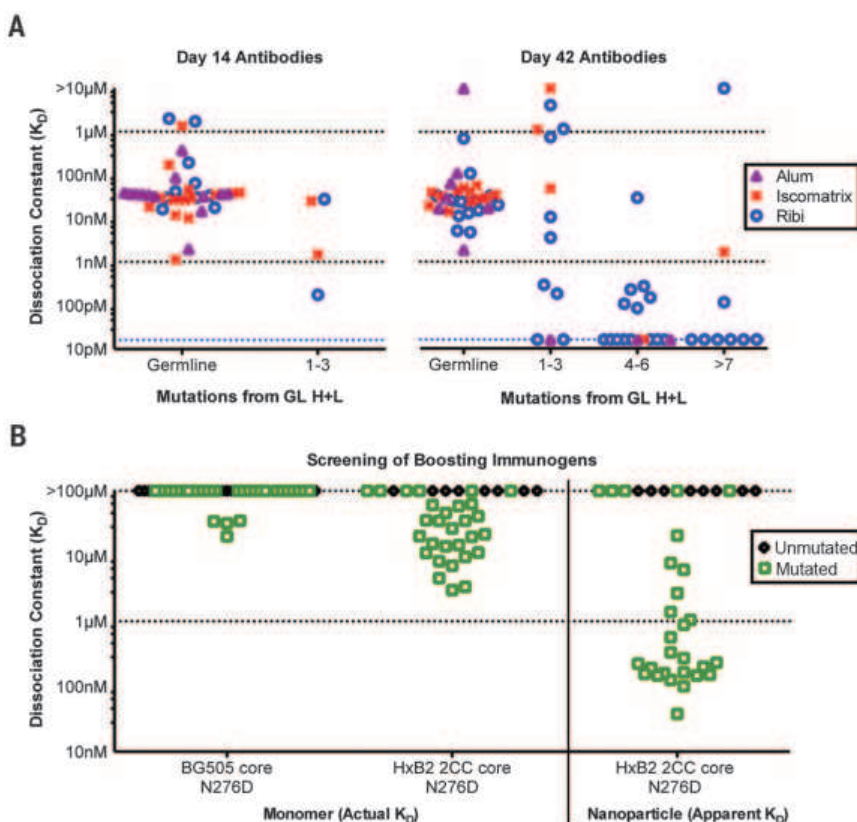 A
Day 14 Antibodies
Day 42 Antibodies
Dissociation Constant (KD)
>10µM
1µM
100nM
10nM
1nM
100pM
10pM
Germline
1-3
Germline
1-3
4-6
>7
Mutations from GL H+L
Mutations from GL H+L
Alum
Iscomatrix
Ribi
B
Screening of Boosting Immunogens
Dissociation Constant (KD)
>100µM
10µM
1µM
100nM
10nM
Unmutated
Mutated
BG505 core
N276D
HxB2 2CC core
N276D
HxB2 2CC core
N276D
Monomer (Actual KD)
Nanoparticle (Apparent KD)